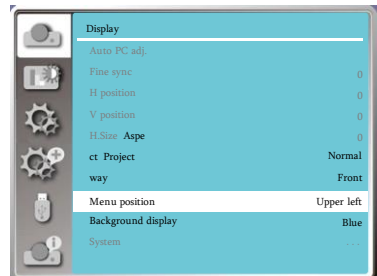 Display
Auto PC adj.
Fine sync 0
H position 0
V position 0
H.Size Aspe 0
ct Project Normal
way Front
Menu position Upper left
Background display Blue
System ...